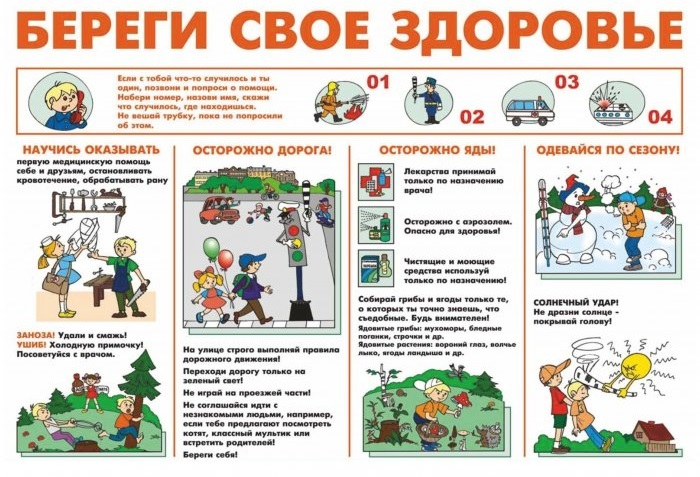 БЕРЕГИ СВОЕ ЗДОРОВЬЕ
Если с тобой что-то случилось и ты
один, позвони и попроси о помощи.
Набери номер, назови имя, скажи
что случилось, где находишься.
Не вешай трубку, пока не попросили
об этом.
01
02
03
04
НАУЧИСЬ ОКАЗЫВАТЬ
первую медицинскую помощь
себе и друзьям, останавливать
кровотечение, обрабатывать рану
ЗАНОЗА! Удали и смажь!
УШИБ! Холодную примочку!
Посоветуйся с врачом.
ОСТОРОЖНО ДОРОГА!
На улице строго выполняй правила
дорожного движения!
Переходи дорогу только на
зеленый свет!
Не играй на проезжей части!
Не соглашайся идти с
незнакомыми людьми, например,
если тебе предлагают посмотреть
котят, классный мультик или
встретить родителей!
Береги себя!
ОСТОРОЖНО ЯДЫ!
Лекарства принимай
только по назначению
врача!
Осторожно с аэрозолем.
Опасно для здоровья!
Чистящие и моющие
средства используй
только по назначению!
Собирай грибы и ягоды только те,
о которых ты точно знаешь, что
съедобные. Будь внимателен!
Ядовитые грибы: мухоморы, бледные
поганки, строчки и др.
Ядовитые растения: вороний глаз, волчье
лыко, ягоды ландыша и др.
ОДЕВАЙСЯ ПО СЕЗОНУ!
СОЛНЕЧНЫЙ УДАР!
Не дразни солнце -
покрывай голову!